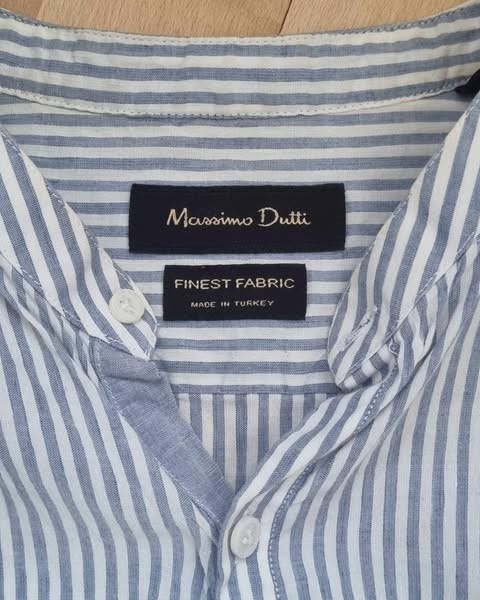 Massimo Dutti
FINEST FABRIC
MADE IN TURKEY